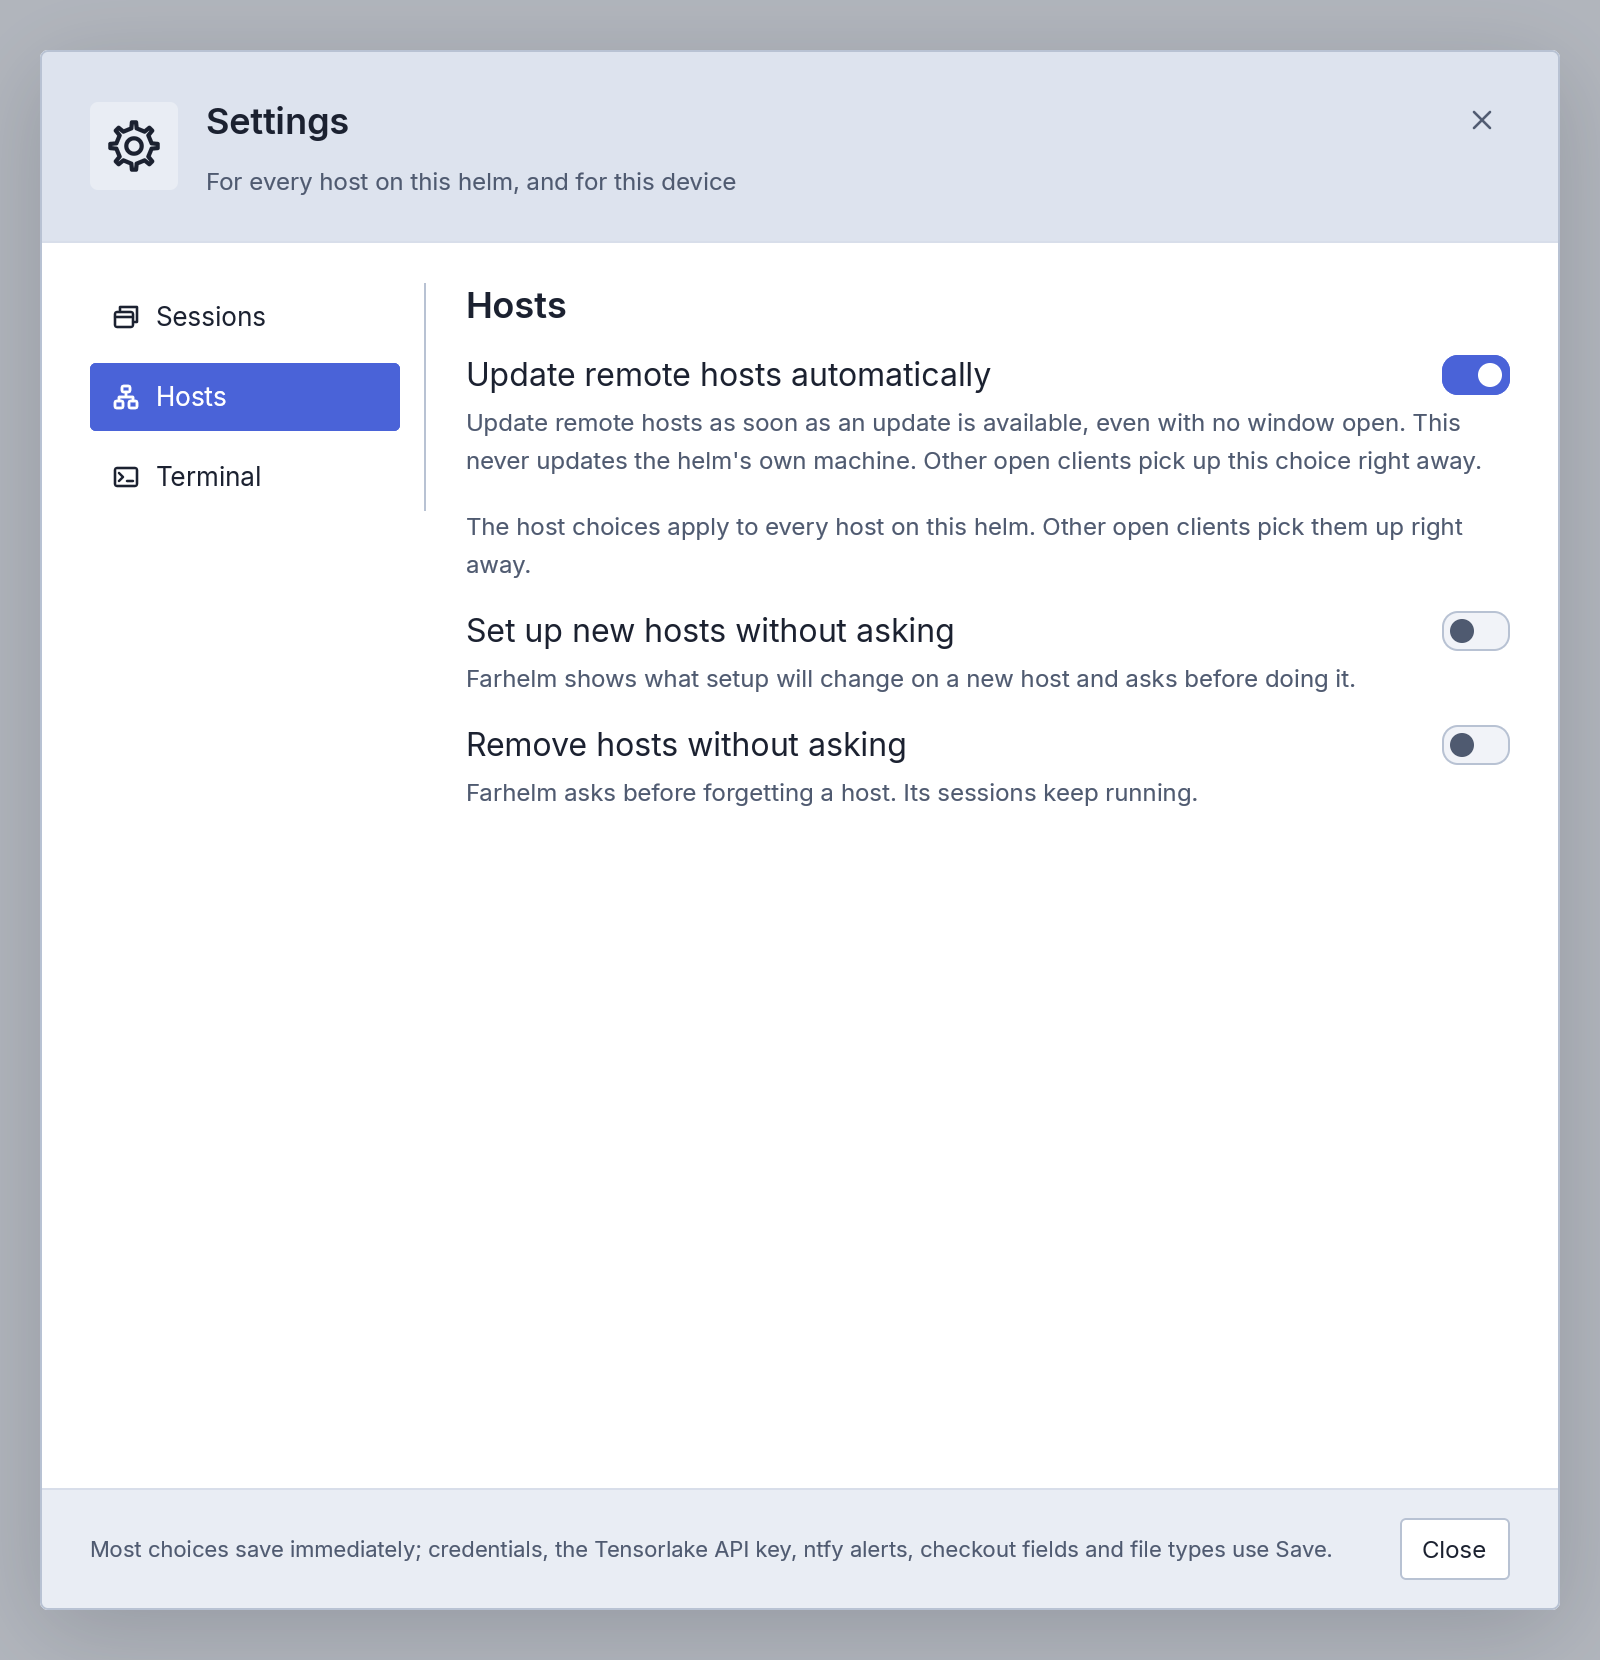 Settings
For every host on this helm, and for this device
Sessions
Hosts
Terminal
Hosts
Update remote hosts automatically
Update remote hosts as soon as an update is available, even with no window open. This
never updates the helm's own machine. Other open clients pick up this choice right away.
The host choices apply to every host on this helm. Other open clients pick them up right
away.
Set up new hosts without asking
Farhelm shows what setup will change on a new host and asks before doing it.
Remove hosts without asking
Farhelm asks before forgetting a host. Its sessions keep running.
Most choices save immediately; credentials, the Tensorlake API key, ntfy alerts, checkout fields and file types use Save.
Close